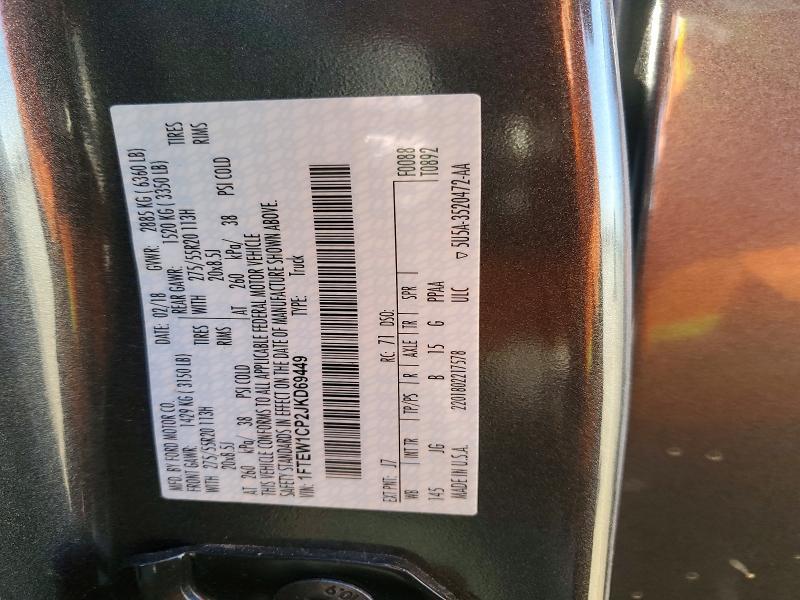 MFD. BY FORD MOTOR CO. DATE: 02/18 GVWR: 2885 KG ( 6360 LB)
FRONT GAWR: 1429 KG ( 3150 LB) REAR GAWR: 1520 KG ( 3350 LB)
275/55R20 113H TIRES WITH 275/55R20 113H TIRES
20x8.5J RIMS 20x8.5J RIMS
AT 260 kPa/ 38 PSI COLD AT 260 kPa/ 38 PSI COLD
THIS VEHICLE CONFORMS TO ALL APPLICABLE FEDERAL MOTOR VEHICLE
SAFETY STANDARDS IN EFFECT ON THE DATE OF MANUFACTURE SHOWN ABOVE.
VIN: 1FTEW1CP2JKD69449 TYPE: Truck
F0088
EXT PNT: J7 RC: 71 DSO: T0892
WB INT TR TP/PS R AXLE TR SPR
145 JG B 15 G PPAA
MADE IN U.S.A. 2201802217578 ULC ▽ 5U5A-3520472-AA